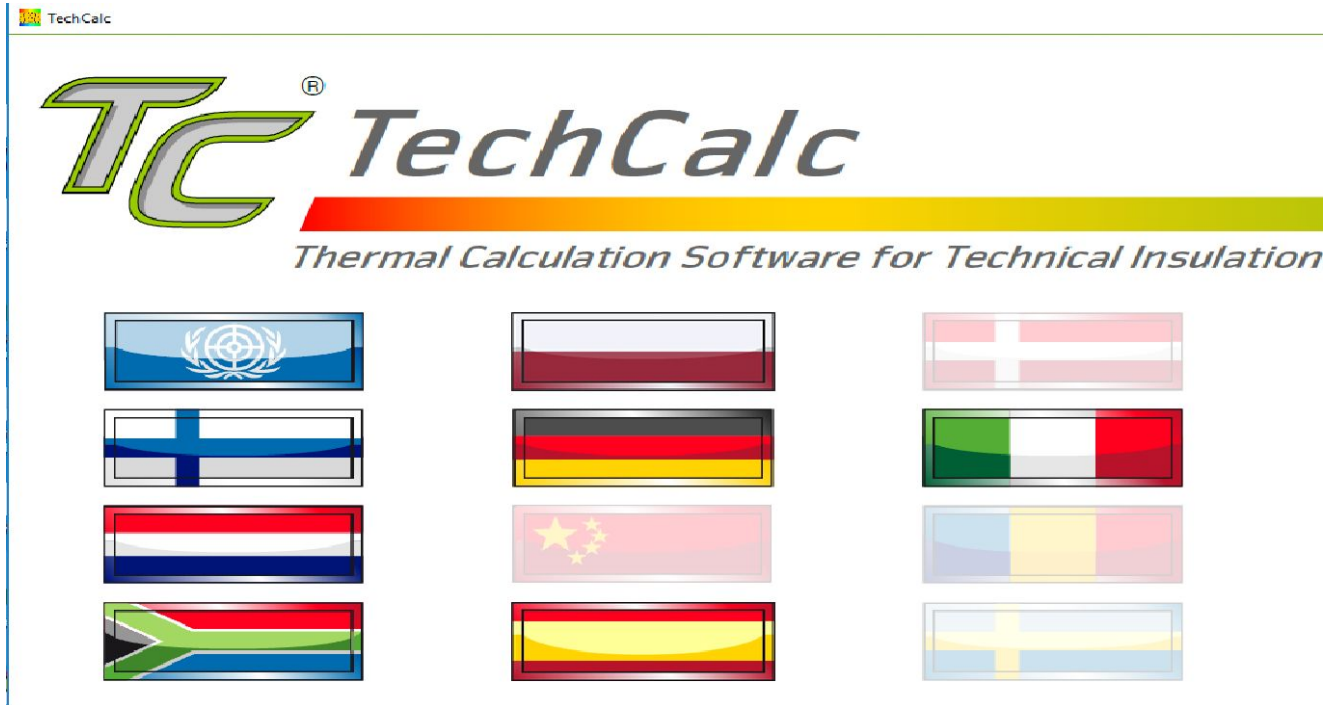 TechCalc
TC ®
TechCalc
Thermal Calculation Software for Technical Insulation